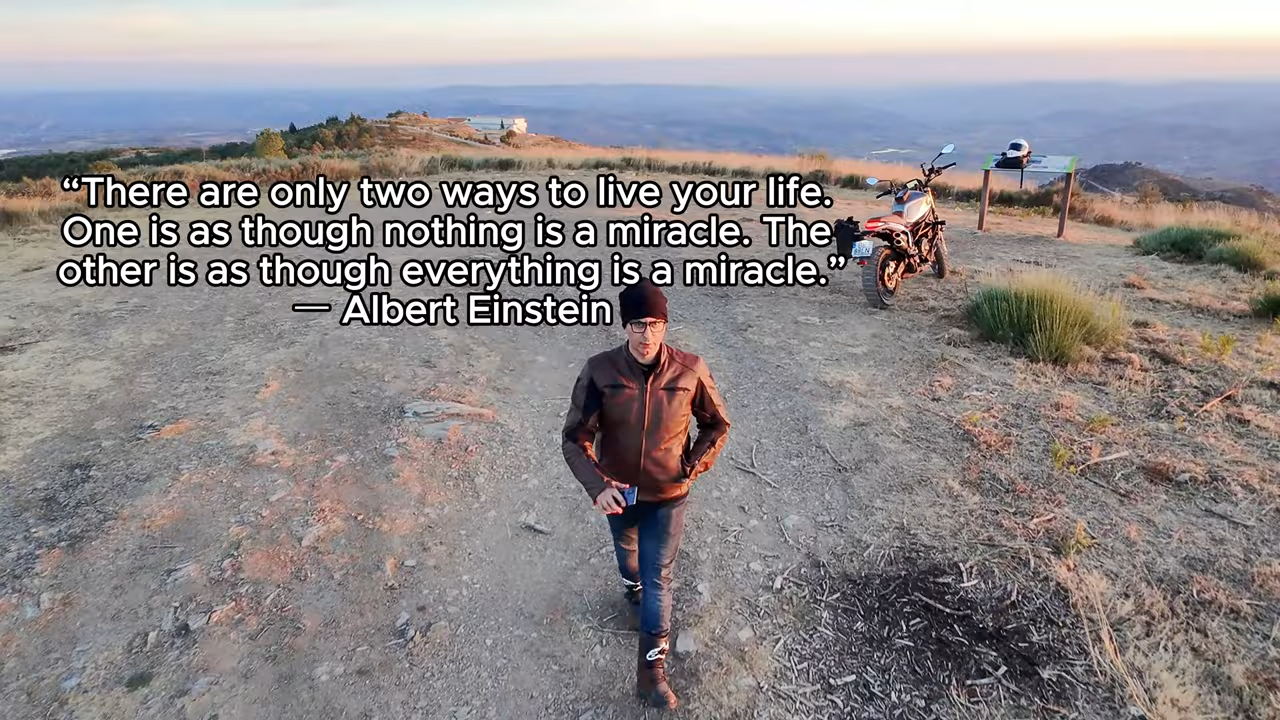 “There are only two ways to live your life.
One is as though nothing is a miracle. The
other is as though everything is a miracle.”
— Albert Einstein